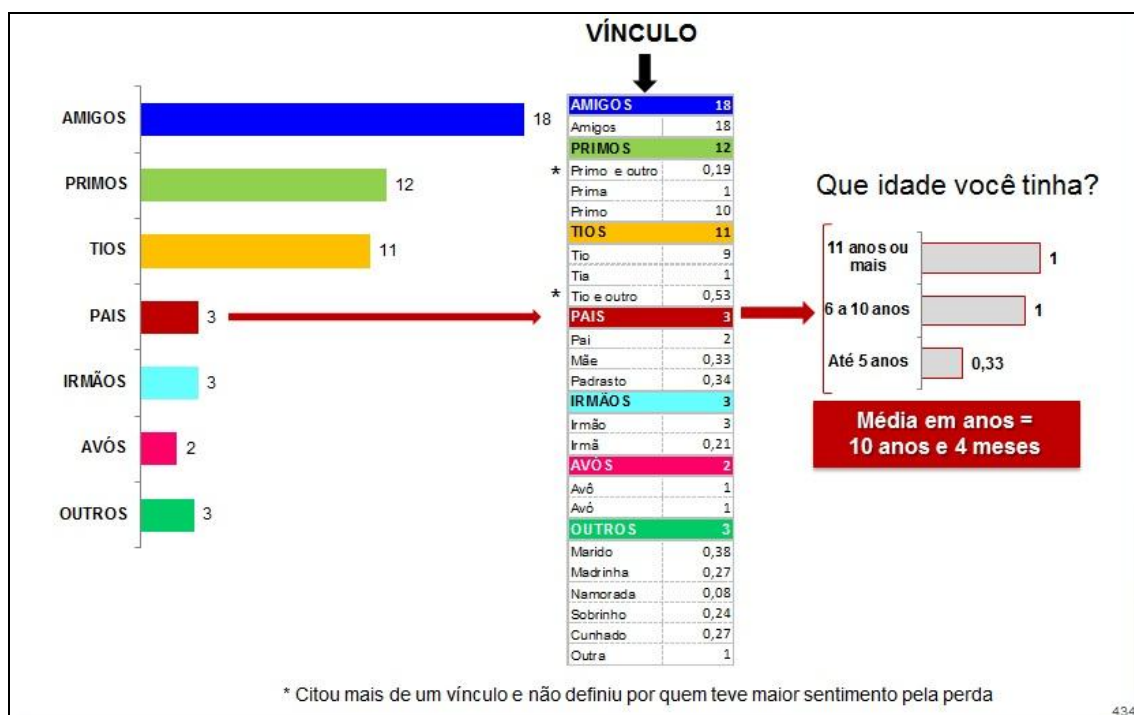 VÍNCULO
AMIGOS 18
PRIMOS 12
TIOS 11
PAIS 3
IRMÃOS 3
AVÓS 2
OUTROS 3
AMIGOS 18
Amigos 18
PRIMOS 12
* Primo e outro 0,19
Prima 1
Primo 10
TIOS 11
Tio 9
Tia 1
* Tio e outro 0,53
PAIS 3
Pai 2
Mãe 0,33
Padrasto 0,34
IRMÃOS 3
Irmão 3
Irmã 0,21
AVÓS 2
Avô 1
Avó 1
OUTROS 3
Marido 0,38
Madrinha 0,27
Namorada 0,08
Sobrinho 0,24
Cunhado 0,27
Outra 1
Que idade você tinha?
11 anos ou
mais 1
6 a 10 anos 1
Até 5 anos 0,33
Média em anos =
10 anos e 4 meses
* Citou mais de um vínculo e não definiu por quem teve maior sentimento pela perda
434